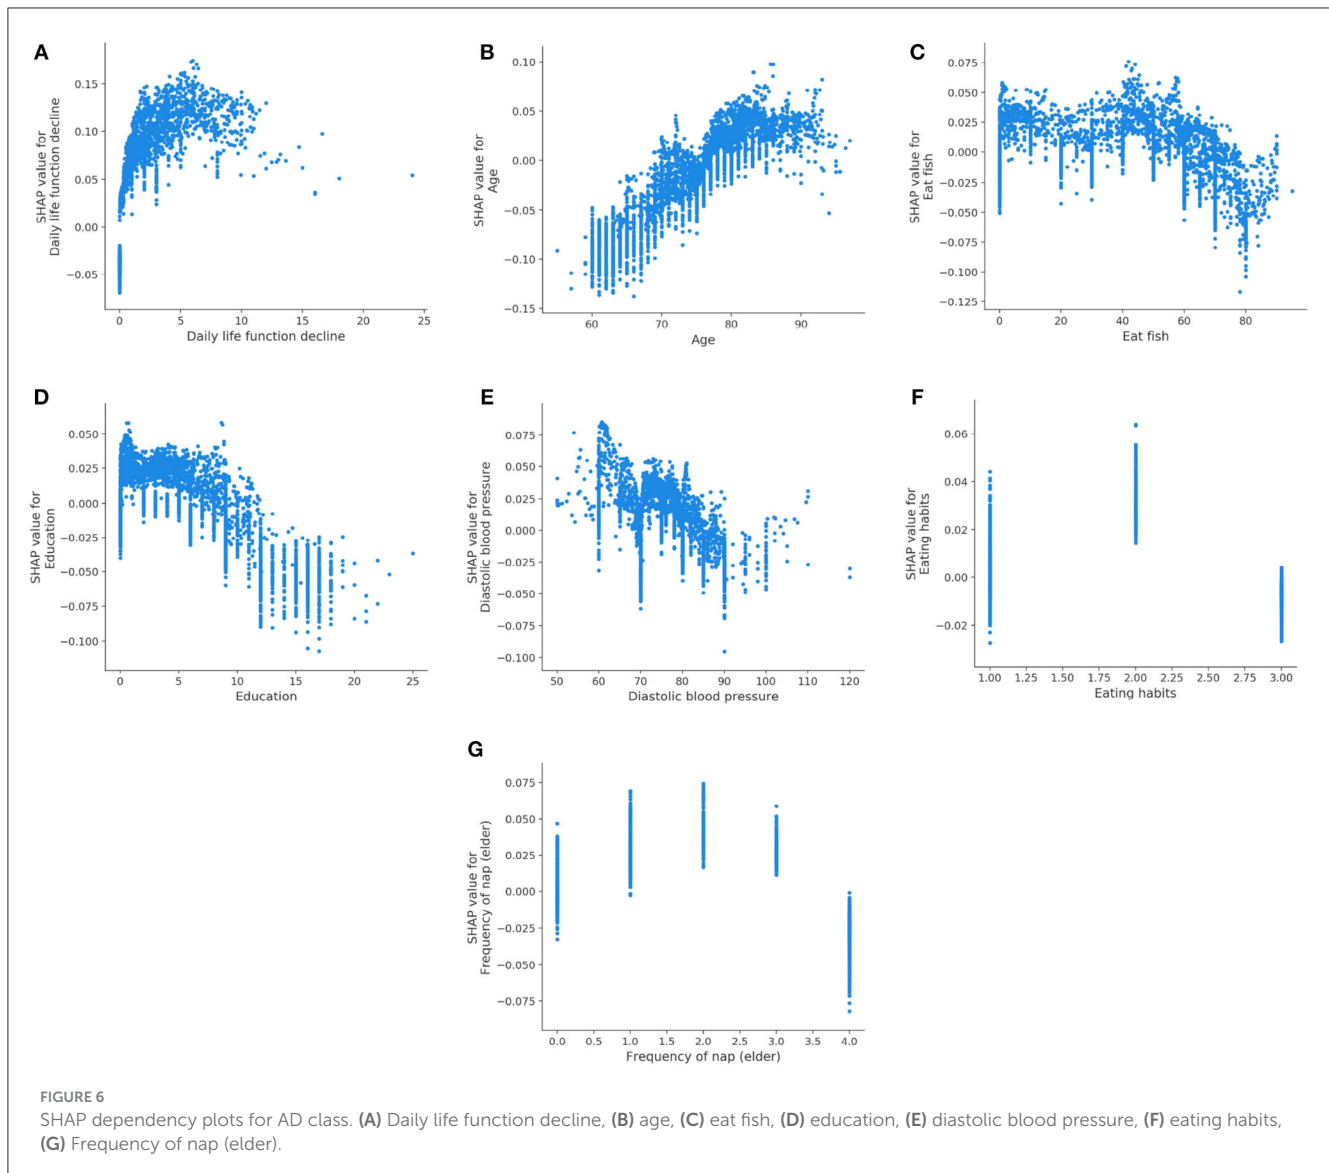 A
SHAP value for
Daily life function decline
0.15
0.10
0.05
0.00
−0.05
0 5 10 15 20 25
Daily life function decline
B
SHAP value for
Age
0.10
0.05
0.00
−0.05
−0.10
−0.15
60 70 80 90
Age
C
SHAP value for
Eat fish
0.075
0.050
0.025
0.000
−0.025
−0.050
−0.075
−0.100
−0.125
0 20 40 60 80
Eat fish
D
SHAP value for
Education
0.050
0.025
0.000
−0.025
−0.050
−0.075
−0.100
0 5 10 15 20 25
Education
E
SHAP value for
Diastolic blood pressure
0.075
0.050
0.025
0.000
−0.025
−0.050
−0.075
−0.100
50 60 70 80 90 100 110 120
Diastolic blood pressure
F
SHAP value for
Eating habits
0.06
0.04
0.02
0.00
−0.02
1.00 1.25 1.50 1.75 2.00 2.25 2.50 2.75 3.00
Eating habits
G
SHAP value for
Frequency of nap (elder)
0.075
0.050
0.025
0.000
−0.025
−0.050
−0.075
0.0 0.5 1.0 1.5 2.0 2.5 3.0 3.5 4.0
Frequency of nap (elder)
FIGURE 6
SHAP dependency plots for AD class. (A) Daily life function decline, (B) age, (C) eat fish, (D) education, (E) diastolic blood pressure, (F) eating habits,
(G) Frequency of nap (elder).